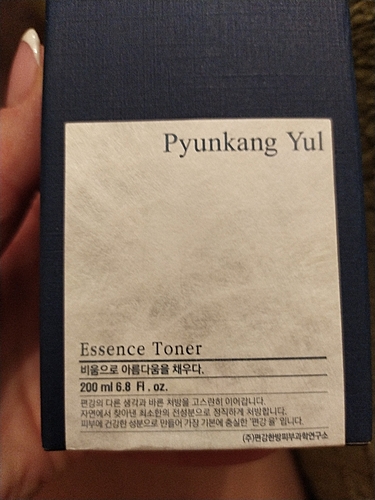 Pyunkang Yul
Essence Toner
비움으로 아름다움을 채우다.
200 ml 6.8 Fl . oz.
편강의 다른 생각과 바른 처방을 고스란히 이어갑니다.
자연에서 찾아낸 최소한의 전성분으로 정직하게 처방합니다.
피부에 건강한 성분으로 만들어 가장 기본에 충실한 '편강 율' 입니다.
(주)편강한방피부과학연구소